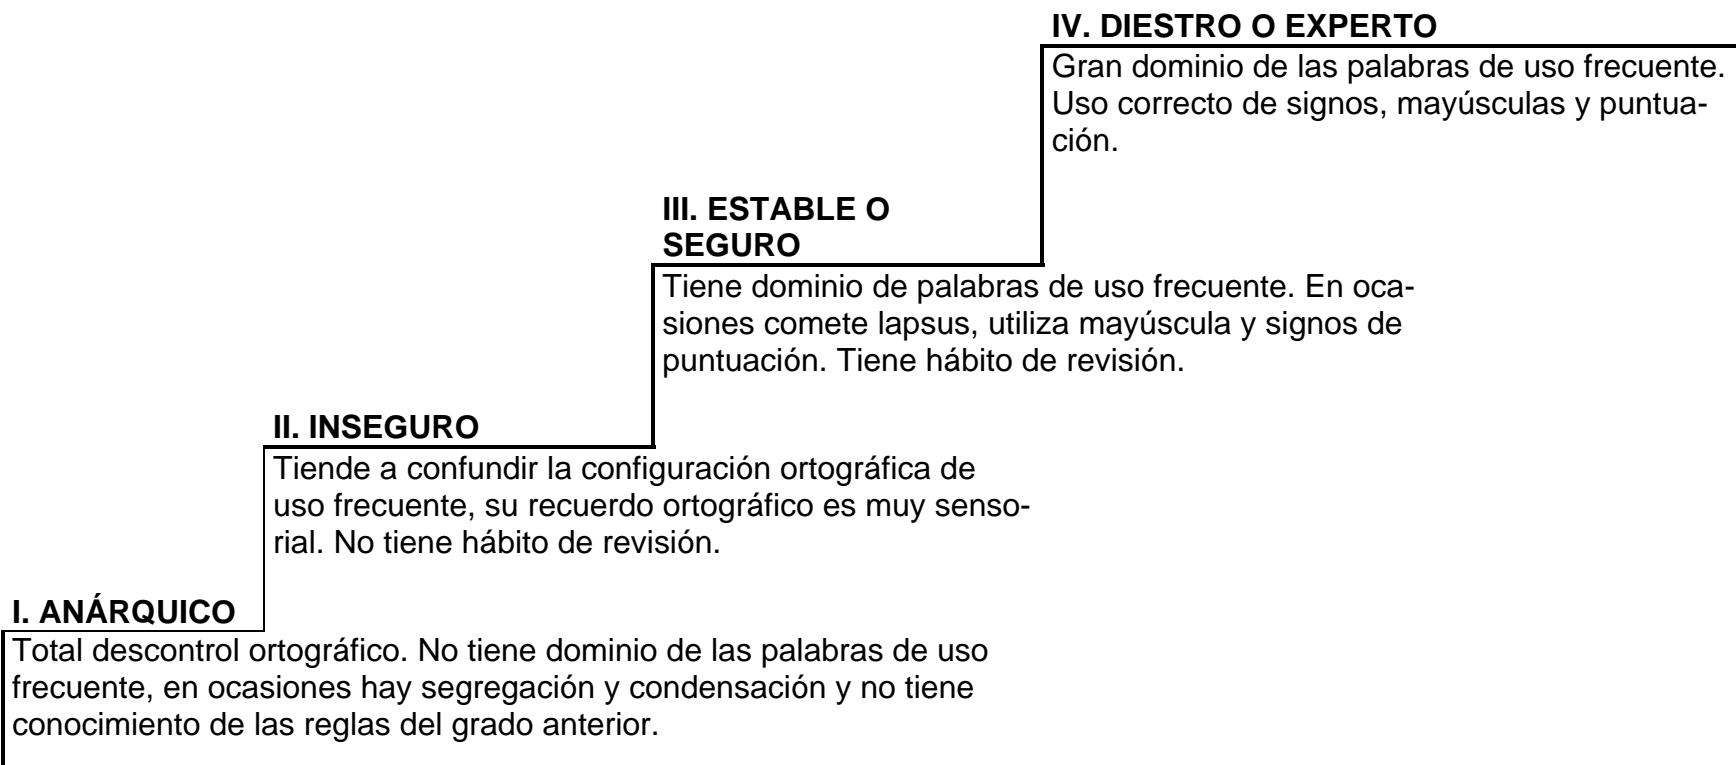 IV. DIESTRO O EXPERTO
Gran dominio de las palabras de uso frecuente.
Uso correcto de signos, mayúsculas y puntua-
ción.
III. ESTABLE O
SEGURO
Tiene dominio de palabras de uso frecuente. En oca-
siones comete lapsus, utiliza mayúscula y signos de
puntuación. Tiene hábito de revisión.
II. INSEGURO
Tiende a confundir la configuración ortográfica de
uso frecuente, su recuerdo ortográfico es muy senso-
rial. No tiene hábito de revisión.
I. ANÁRQUICO
Total descontrol ortográfico. No tiene dominio de las palabras de uso
frecuente, en ocasiones hay segregación y condensación y no tiene
conocimiento de las reglas del grado anterior.